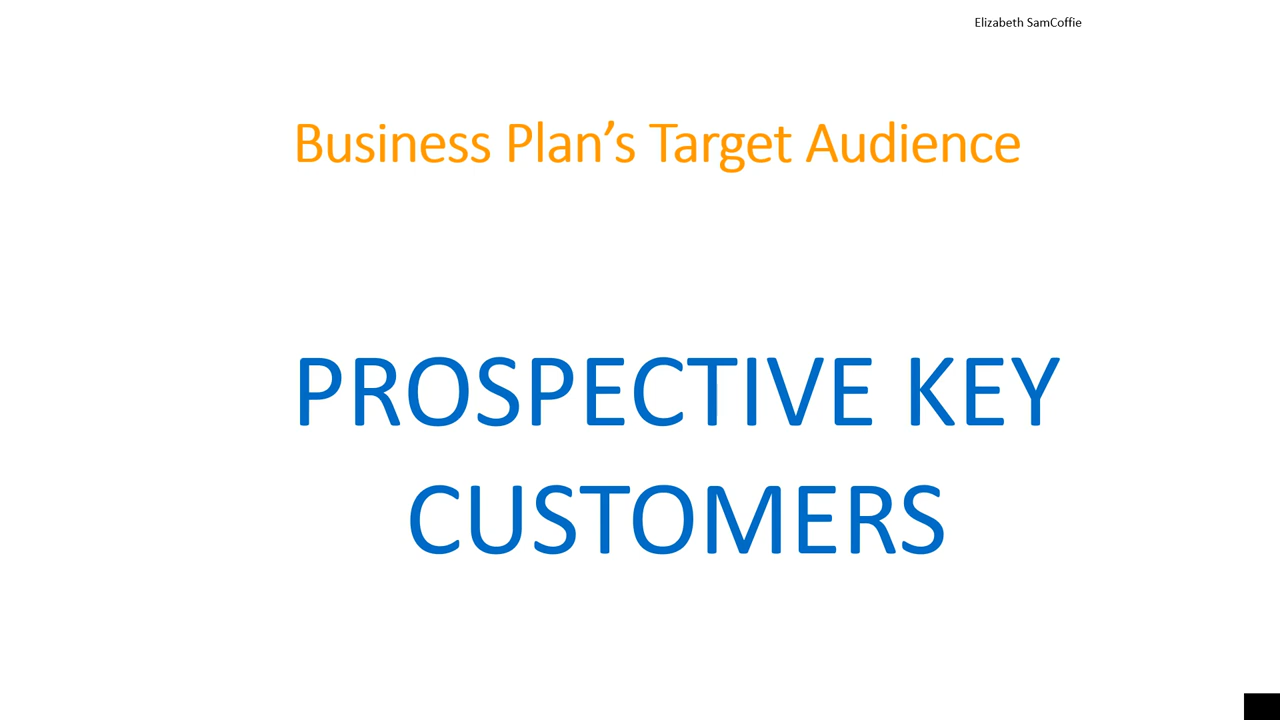 Elizabeth SamCoffie
Business Plan’s Target Audience
PROSPECTIVE KEY
CUSTOMERS